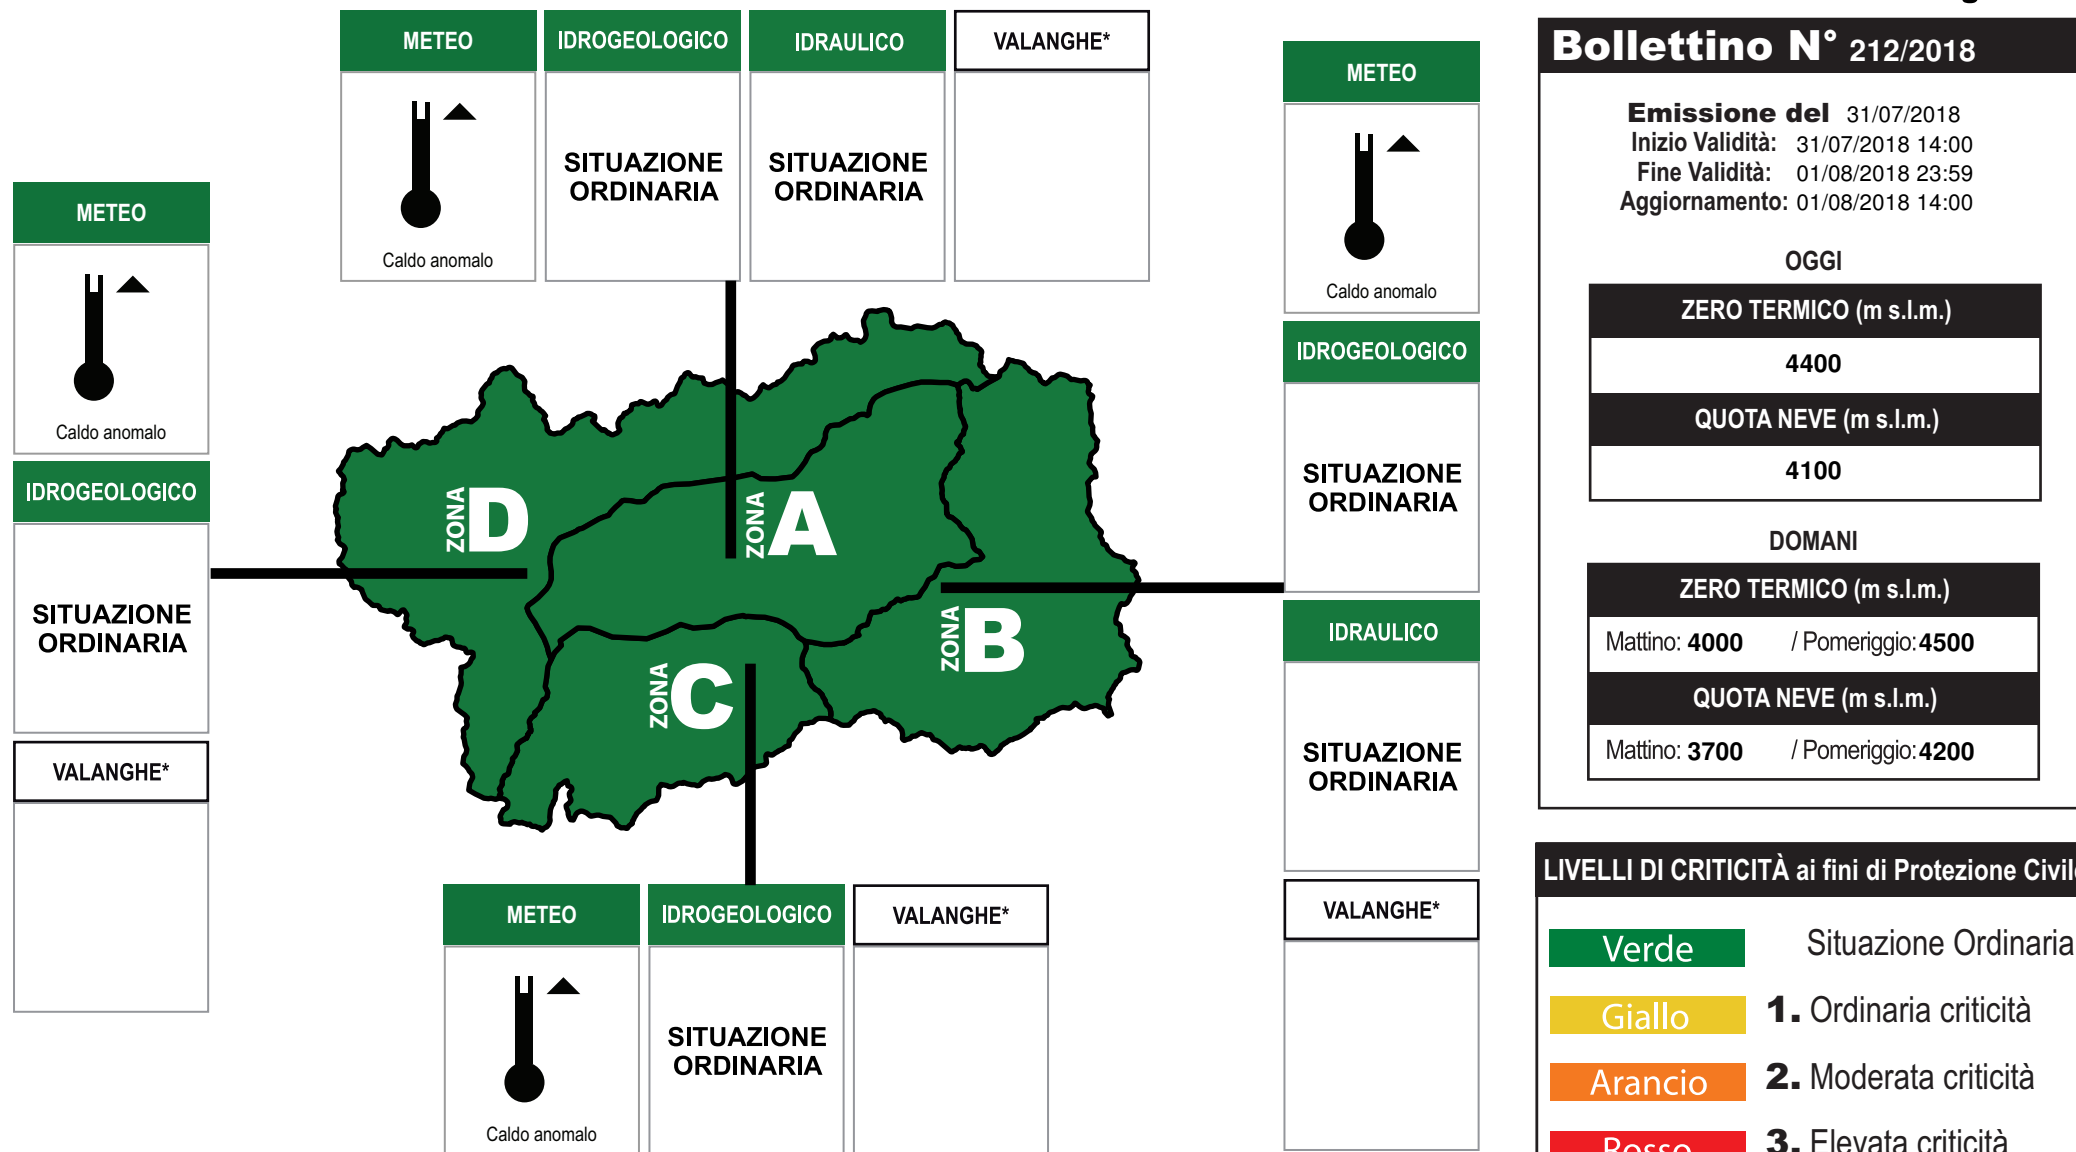 METEO
IDROGEOLOGICO
IDRAULICO
VALANGHE*
Caldo anomalo
SITUAZIONE
ORDINARIA
SITUAZIONE
ORDINARIA
METEO
Caldo anomalo
IDROGEOLOGICO
SITUAZIONE
ORDINARIA
VALANGHE*
ZONA D
ZONA A
ZONA B
ZONA C
METEO
Caldo anomalo
IDROGEOLOGICO
SITUAZIONE
ORDINARIA
IDRAULICO
SITUAZIONE
ORDINARIA
VALANGHE*
METEO
IDROGEOLOGICO
VALANGHE*
Caldo anomalo
SITUAZIONE
ORDINARIA
Bollettino N° 212/2018
Emissione del 31/07/2018
Inizio Validità: 31/07/2018 14:00
Fine Validità: 01/08/2018 23:59
Aggiornamento: 01/08/2018 14:00
OGGI
ZERO TERMICO (m s.l.m.)
4400
QUOTA NEVE (m s.l.m.)
4100
DOMANI
ZERO TERMICO (m s.l.m.)
Mattino: 4000 / Pomeriggio: 4500
QUOTA NEVE (m s.l.m.)
Mattino: 3700 / Pomeriggio: 4200
LIVELLI DI CRITICITÀ ai fini di Protezione Civile
Verde Situazione Ordinaria
Giallo 1. Ordinaria criticità
Arancio 2. Moderata criticità
Rosso 3. Elevata criticità